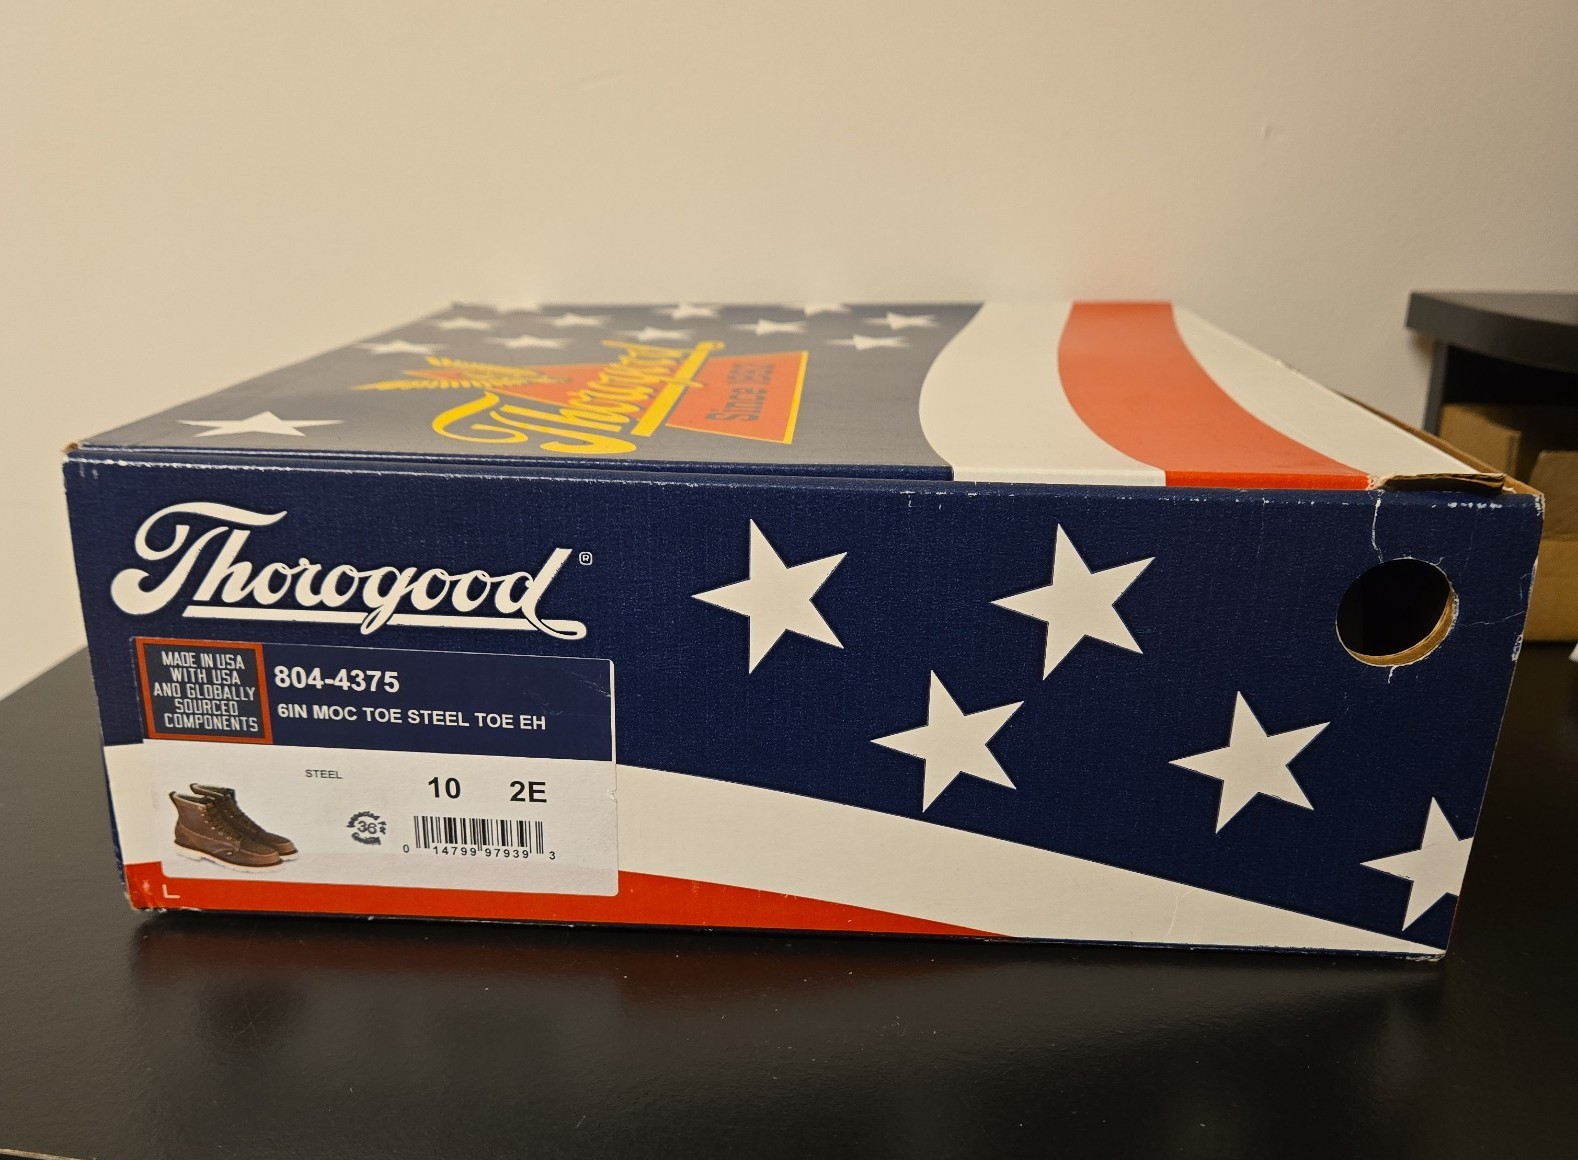 Thorogood
Since 1892
Thorogood®
MADE IN USA
WITH USA
AND GLOBALLY
SOURCED
COMPONENTS
804-4375
6IN MOC TOE STEEL TOE EH
STEEL
10 2E
36
0 14799 97939 3
L